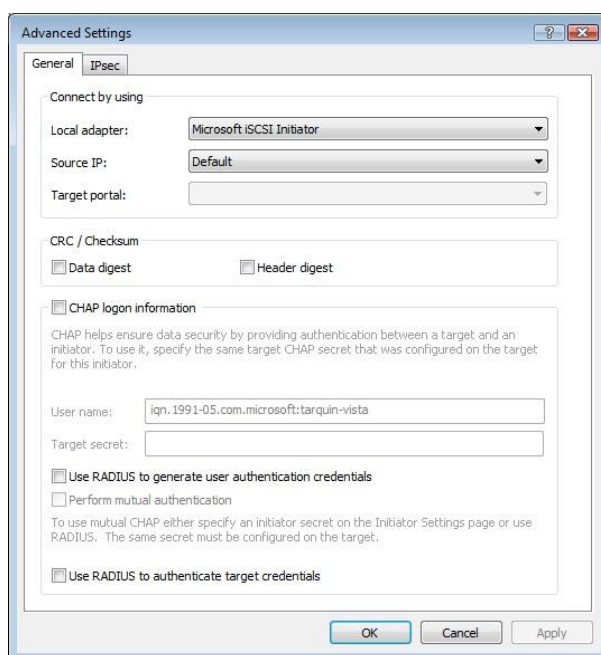 Advanced Settings
General IPsec
Connect by using
Local adapter: Microsoft iSCSI Initiator
Source IP: Default
Target portal:
CRC / Checksum
Data digest Header digest
CHAP logon information
CHAP helps ensure data security by providing authentication between a target and an
initiator. To use it, specify the same target CHAP secret that was configured on the target
for this initiator.
User name: iqn.1991-05.com.microsoft:tarquin-vista
Target secret:
Use RADIUS to generate user authentication credentials
Perform mutual authentication
To use mutual CHAP either specify an initiator secret on the Initiator Settings page or use
RADIUS. The same secret must be configured on the target.
Use RADIUS to authenticate target credentials
OK Cancel Apply